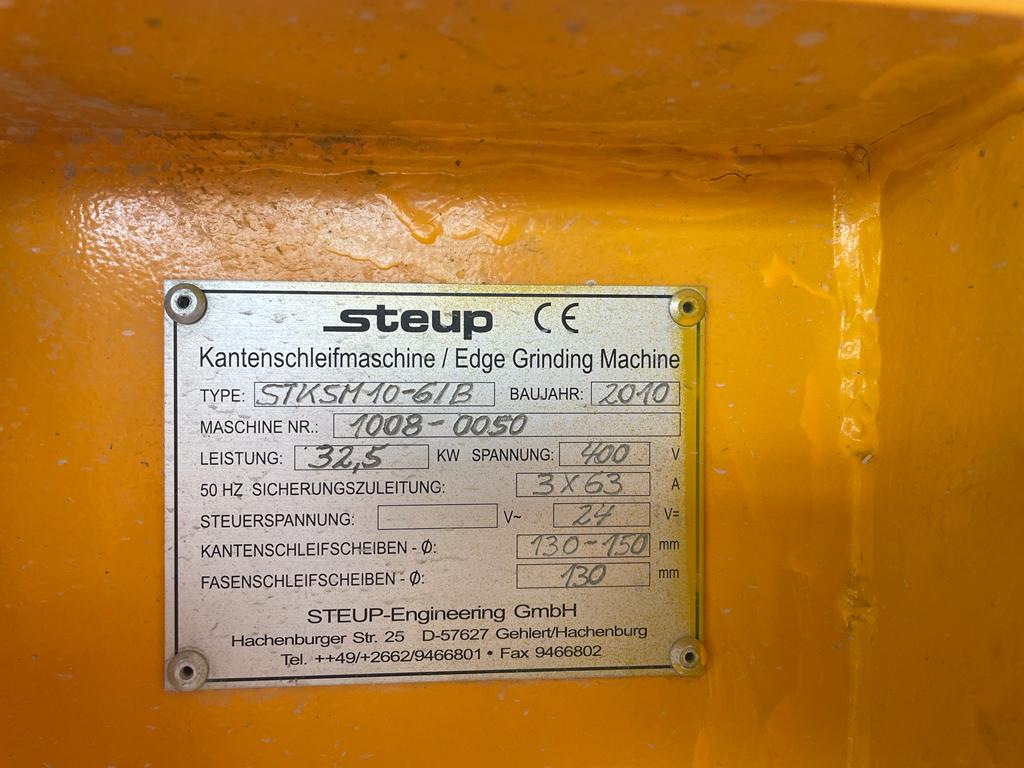 steup CE
Kantenschleifmaschine / Edge Grinding Machine
TYPE: STKSM10-6/B BAUJAHR: 2010
MASCHINE NR.: 1008-0050
LEISTUNG: 32,5 KW SPANNUNG: 400 V
50 HZ SICHERUNGSZULEITUNG: 3x63 A
STEUERSPANNUNG: V~ 24 V=
KANTENSCHLEIFSCHEIBEN - Ø: 130-150 mm
FASENSCHLEIFSCHEIBEN - Ø: 130 mm
STEUP-Engineering GmbH
Hachenburger Str. 25 D-57627 Gehlert/Hachenburg
Tel. ++49/+2662/9466801 • Fax 9466802